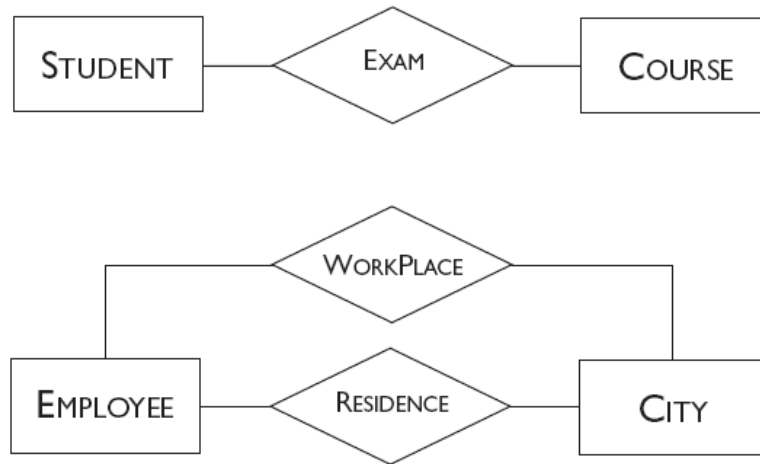 STUDENT
EXAM
COURSE
WORKPLACE
EMPLOYEE
RESIDENCE
CITY